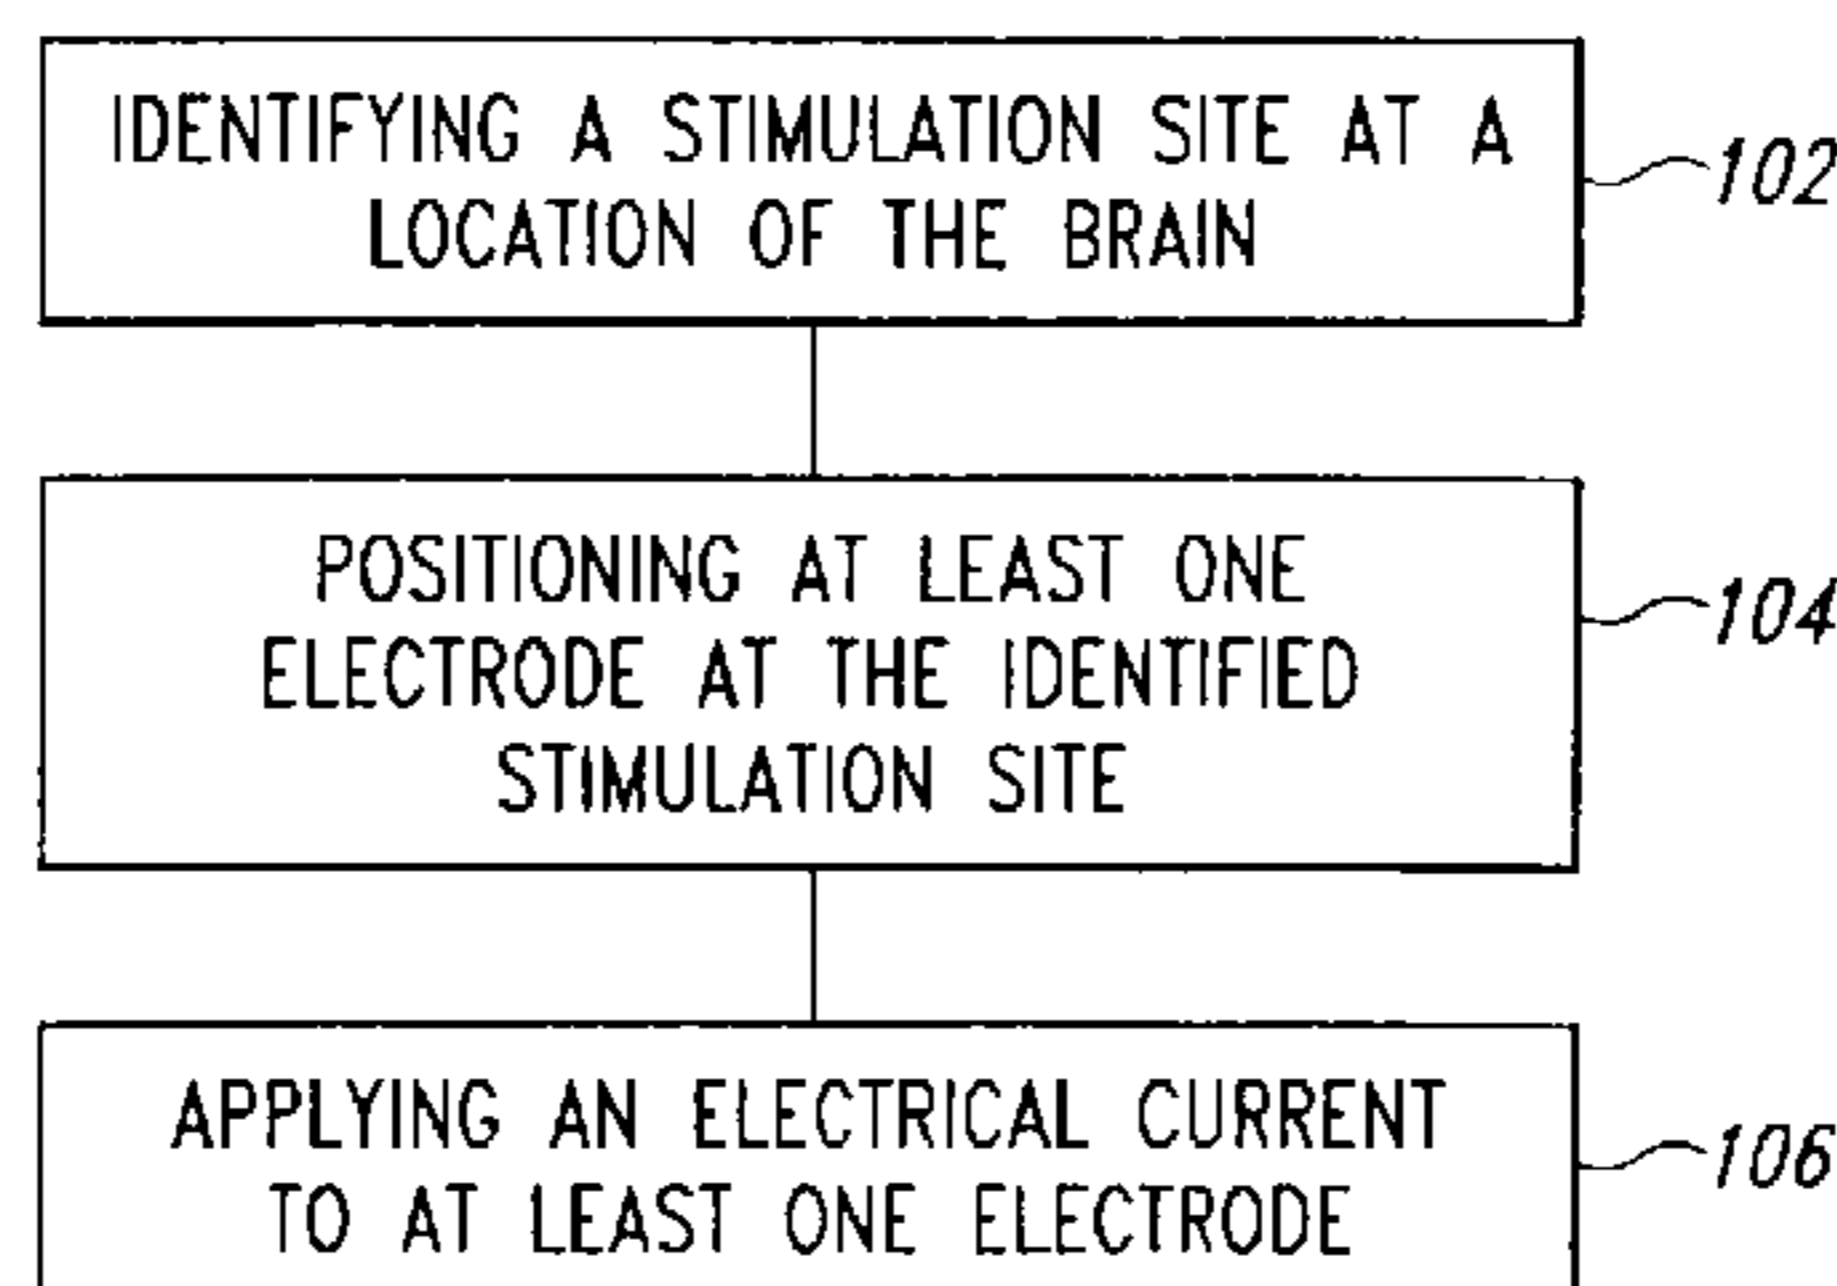 IDENTIFYING A STIMULATION SITE AT A
LOCATION OF THE BRAIN
102
POSITIONING AT LEAST ONE
ELECTRODE AT THE IDENTIFIED
STIMULATION SITE
104
APPLYING AN ELECTRICAL CURRENT
TO AT LEAST ONE ELECTRODE
106